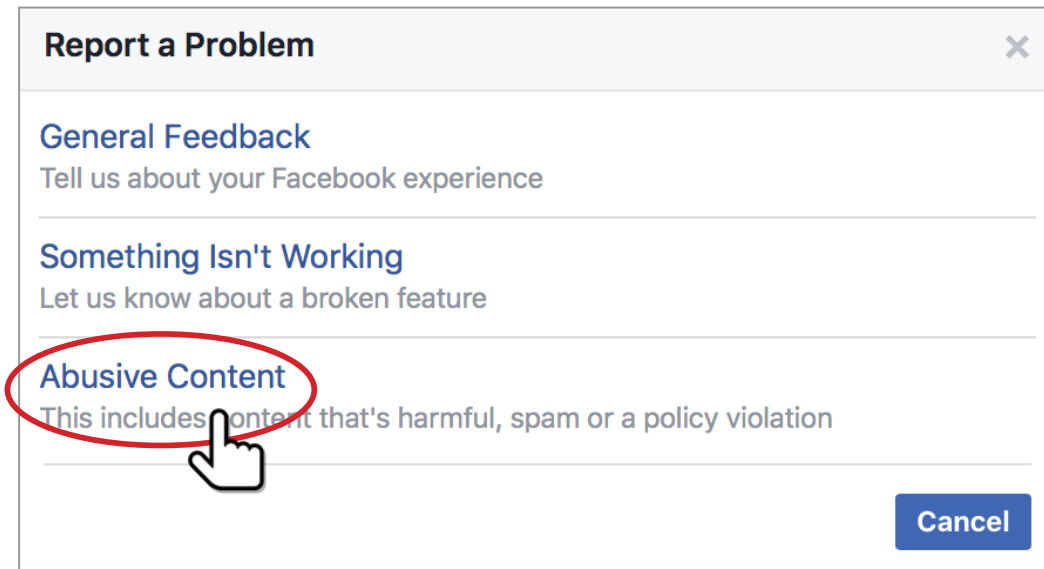 Report a Problem ×
General Feedback
Tell us about your Facebook experience
Something Isn't Working
Let us know about a broken feature
Abusive Content
This includes content that's harmful, spam or a policy violation
Cancel